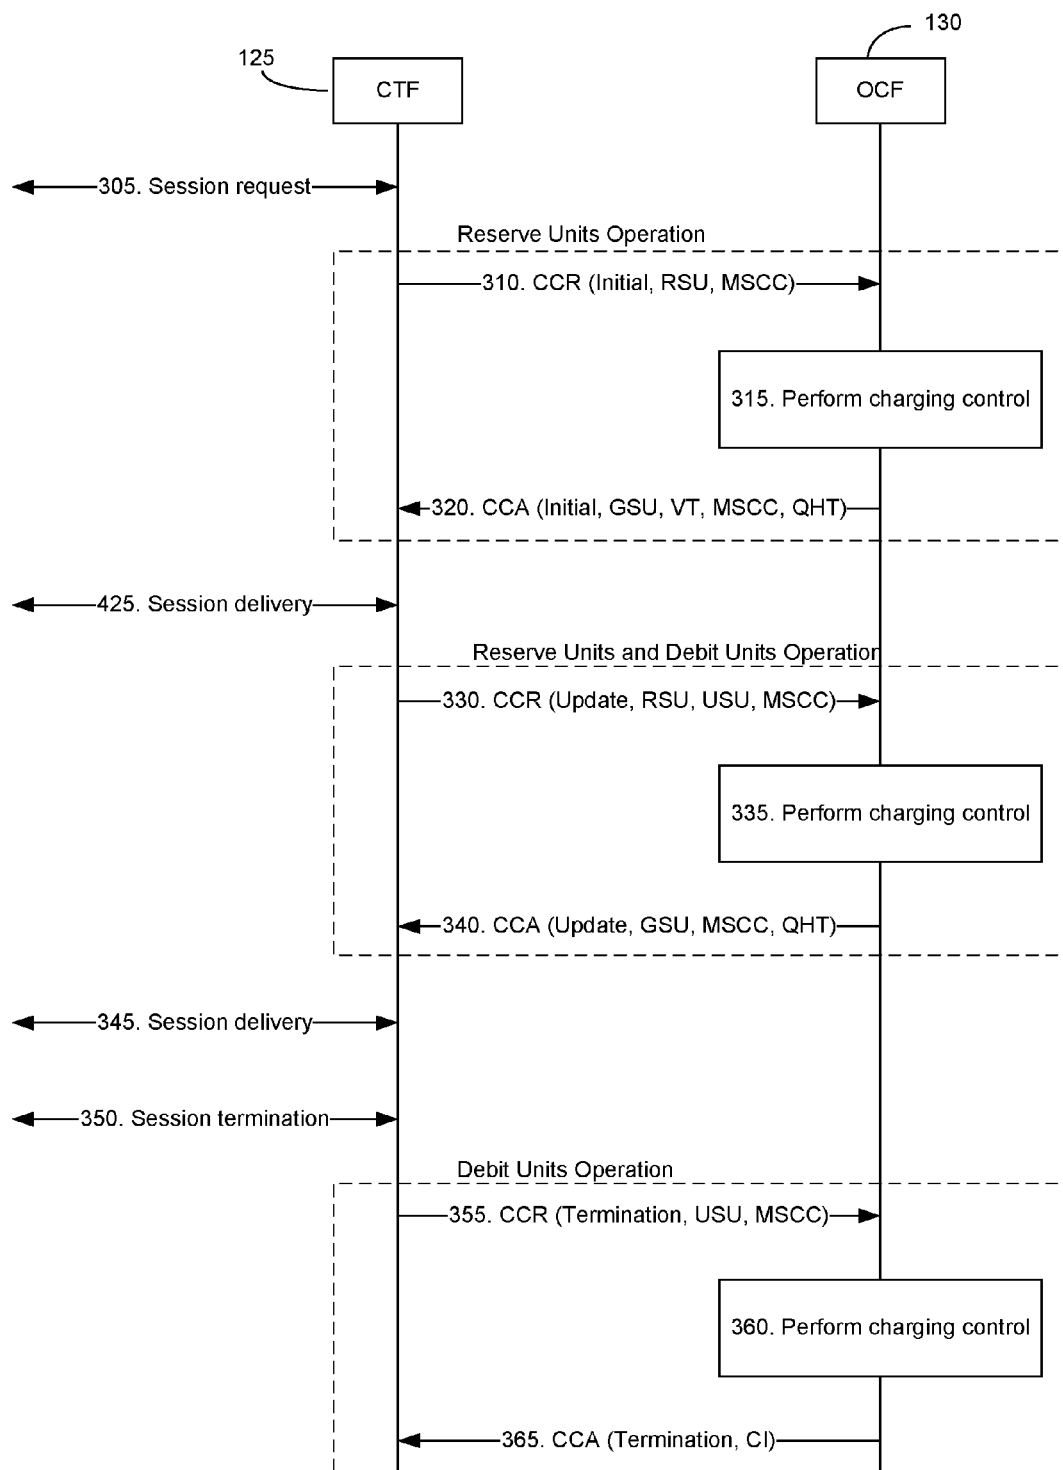 130
125
CTF
OCF
305. Session request
Reserve Units Operation
310. CCR (Initial, RSU, MSCC)
315. Perform charging control
320. CCA (Initial, GSU, VT, MSCC, QHT)
425. Session delivery
Reserve Units and Debit Units Operation
330. CCR (Update, RSU, USU, MSCC)
335. Perform charging control
340. CCA (Update, GSU, MSCC, QHT)
345. Session delivery
350. Session termination
Debit Units Operation
355. CCR (Termination, USU, MSCC)
360. Perform charging control
365. CCA (Termination, CI)